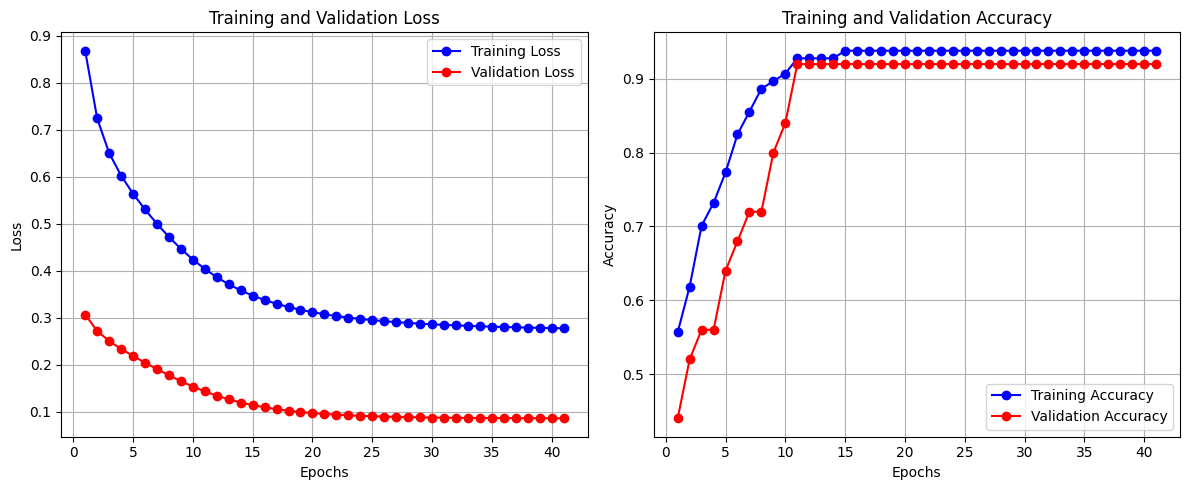 Training and Validation Loss
Training Loss
Validation Loss
0.9
0.8
0.7
0.6
0.5
0.4
0.3
0.2
0.1
Loss
0 5 10 15 20 25 30 35 40
Epochs
Training and Validation Accuracy
0.9
0.8
0.7
0.6
0.5
Accuracy
Training Accuracy
Validation Accuracy
0 5 10 15 20 25 30 35 40
Epochs